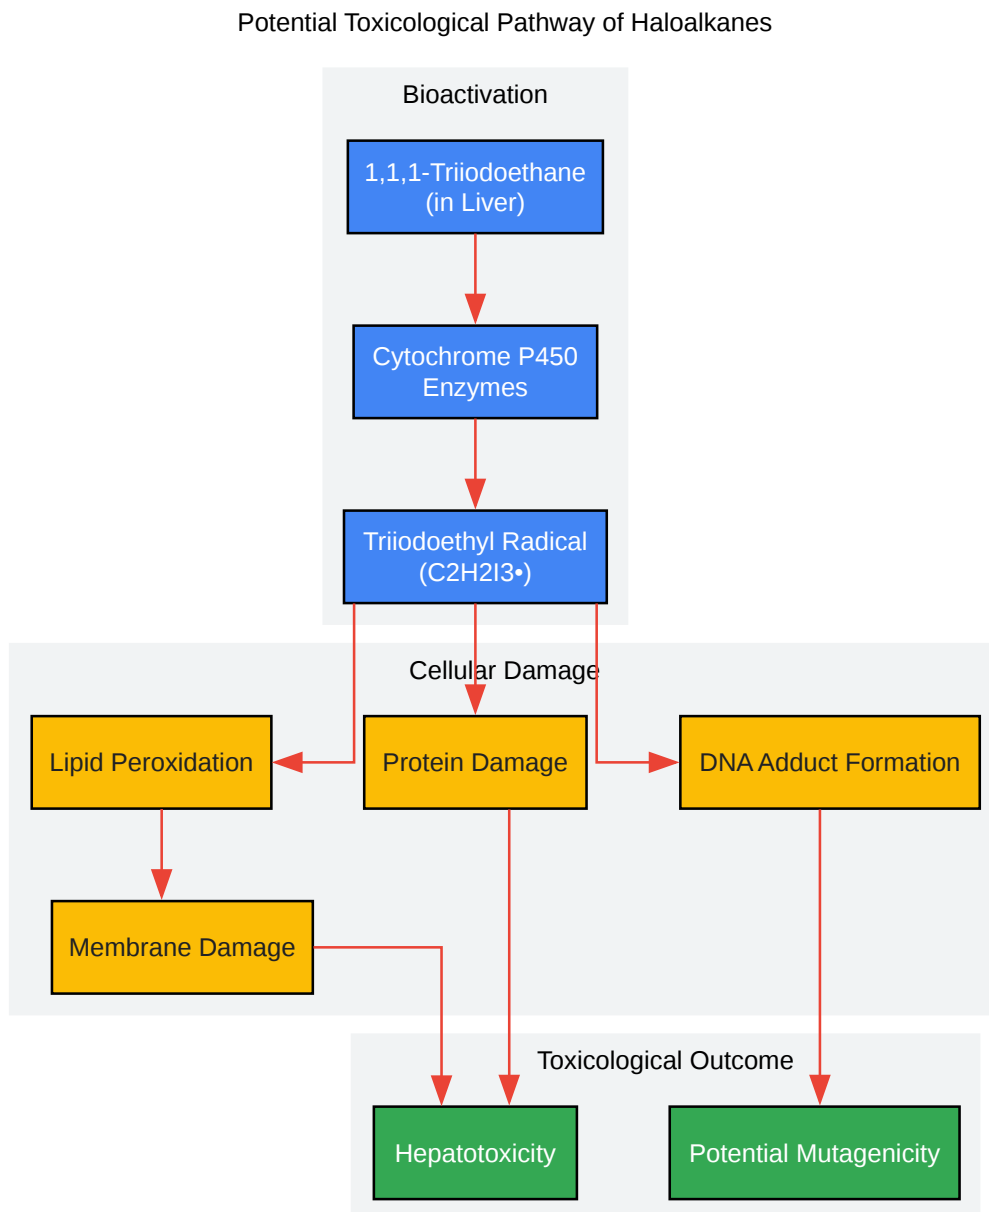 Potential Toxicological Pathway of Haloalkanes
Bioactivation
1,1,1-Triiodoethane
(in Liver)
Cytochrome P450
Enzymes
Triiodoethyl Radical
(C2H2I3•)
Cellular Damage
Lipid Peroxidation
Protein Damage
DNA Adduct Formation
Membrane Damage
Toxicological Outcome
Hepatotoxicity
Potential Mutagenicity